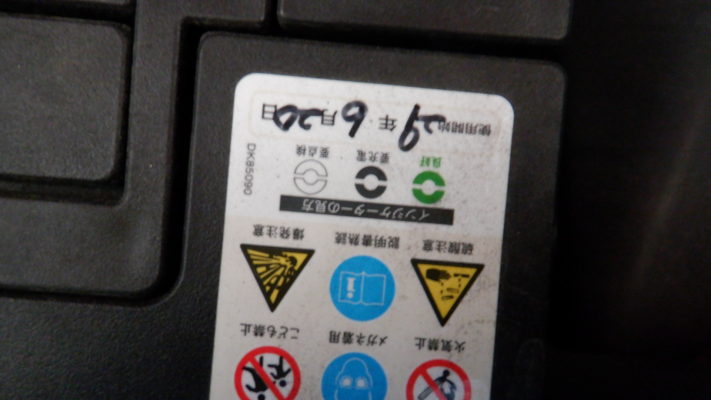 火気禁止 メガネ着用 こども禁止
硫酸注意 説明書熟読 爆発注意
インジケーターの見方
良好 要充電 要点検
DK85090
使用開始 29年 6月 20日